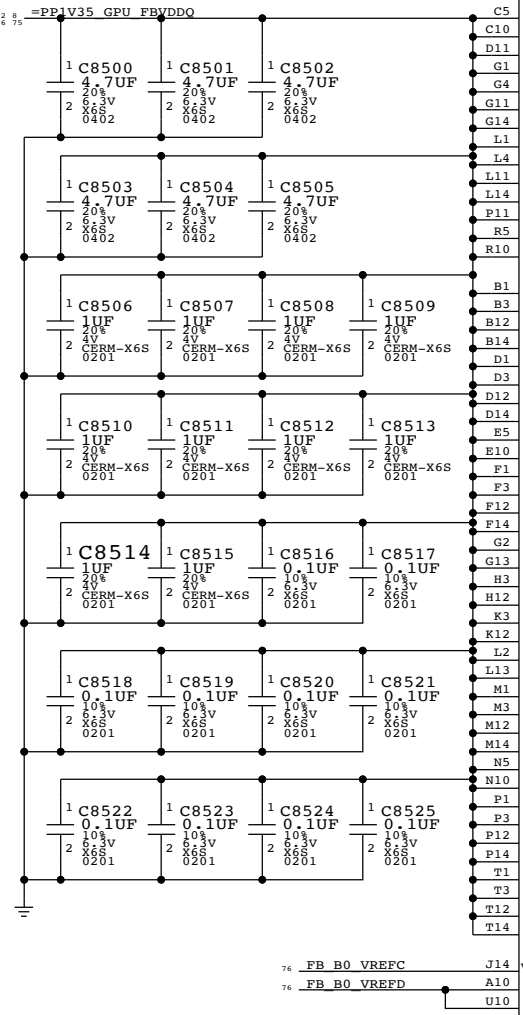 2 8 =PP1V35_GPU_FBVDDQ
6 75
C5
C10
D11
G1
G4
G11
G14
L1
L4
L11
L14
P11
R5
R10
B1
B3
B12
B14
D1
D3
D12
D14
E5
E10
F1
F3
F12
F14
G2
G13
H3
H12
K3
K12
L2
L13
M1
M3
M12
M14
N5
N10
P1
P3
P12
P14
T1
T3
T12
T14
1 C8500 1 C8501 1 C8502
4.7UF 4.7UF 4.7UF
20% 20% 20%
2 6.3V 2 6.3V 2 6.3V
X6S X6S X6S
0402 0402 0402
1 C8503 1 C8504 1 C8505
4.7UF 4.7UF 4.7UF
20% 20% 20%
2 6.3V 2 6.3V 2 6.3V
X6S X6S X6S
0402 0402 0402
1 C8506 1 C8507 1 C8508 1 C8509
1UF 1UF 1UF 1UF
20% 20% 20% 20%
2 4V 2 4V 2 4V 2 4V
CERM-X6S CERM-X6S CERM-X6S CERM-X6S
0201 0201 0201 0201
1 C8510 1 C8511 1 C8512 1 C8513
1UF 1UF 1UF 1UF
20% 20% 20% 20%
2 4V 2 4V 2 4V 2 4V
CERM-X6S CERM-X6S CERM-X6S CERM-X6S
0201 0201 0201 0201
1 C8514 1 C8515 1 C8516 1 C8517
1UF 1UF 0.1UF 0.1UF
20% 20% 10% 10%
2 4V 2 4V 2 6.3V 2 6.3V
CERM-X6S CERM-X6S X6S X6S
0201 0201 0201 0201
1 C8518 1 C8519 1 C8520 1 C8521
0.1UF 0.1UF 0.1UF 0.1UF
10% 10% 10% 10%
2 6.3V 2 6.3V 2 6.3V 2 6.3V
X6S X6S X6S X6S
0201 0201 0201 0201
1 C8522 1 C8523 1 C8524 1 C8525
0.1UF 0.1UF 0.1UF 0.1UF
10% 10% 10% 10%
2 6.3V 2 6.3V 2 6.3V 2 6.3V
X6S X6S X6S X6S
0201 0201 0201 0201
76 FB_B0_VREFC J14
76 FB_B0_VREFD A10
U10